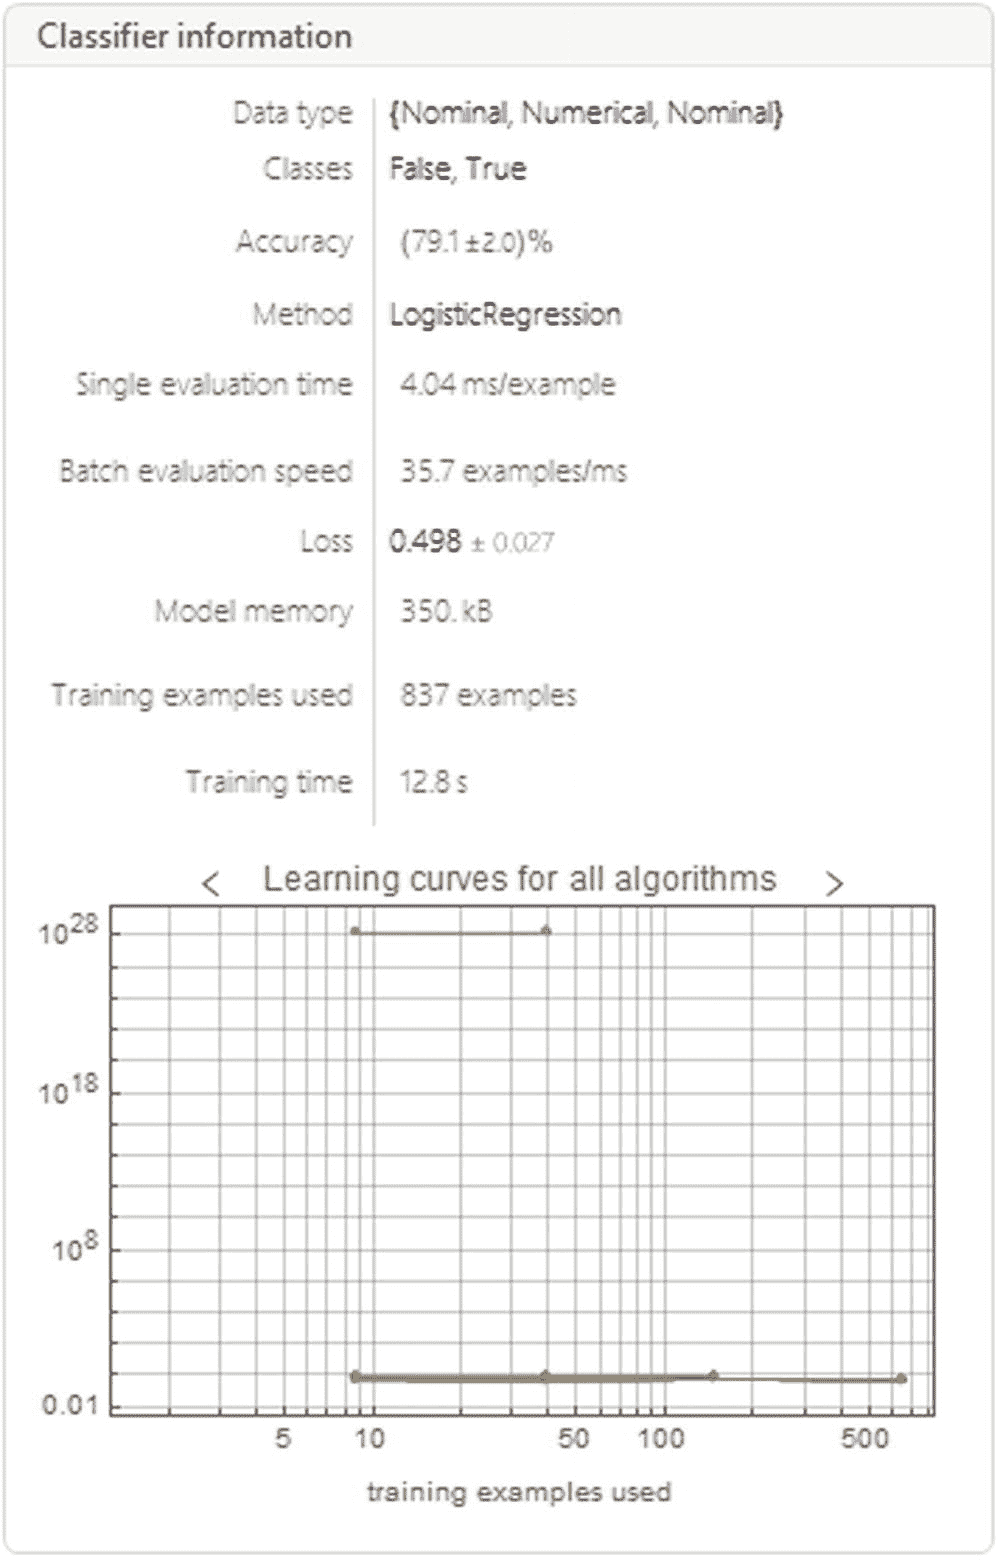 Classifier information
Data type {Nominal, Numerical, Nominal}
Classes False, True
Accuracy (79.1±2.0)%
Method LogisticRegression
Single evaluation time 4.04 ms/example
Batch evaluation speed 35.7 examples/ms
Loss 0.498 ± 0.027
Model memory 350. kB
Training examples used 837 examples
Training time 12.8 s
< Learning curves for all algorithms >
10^28
10^18
10^8
0.01
5 10 50 100 500
training examples used